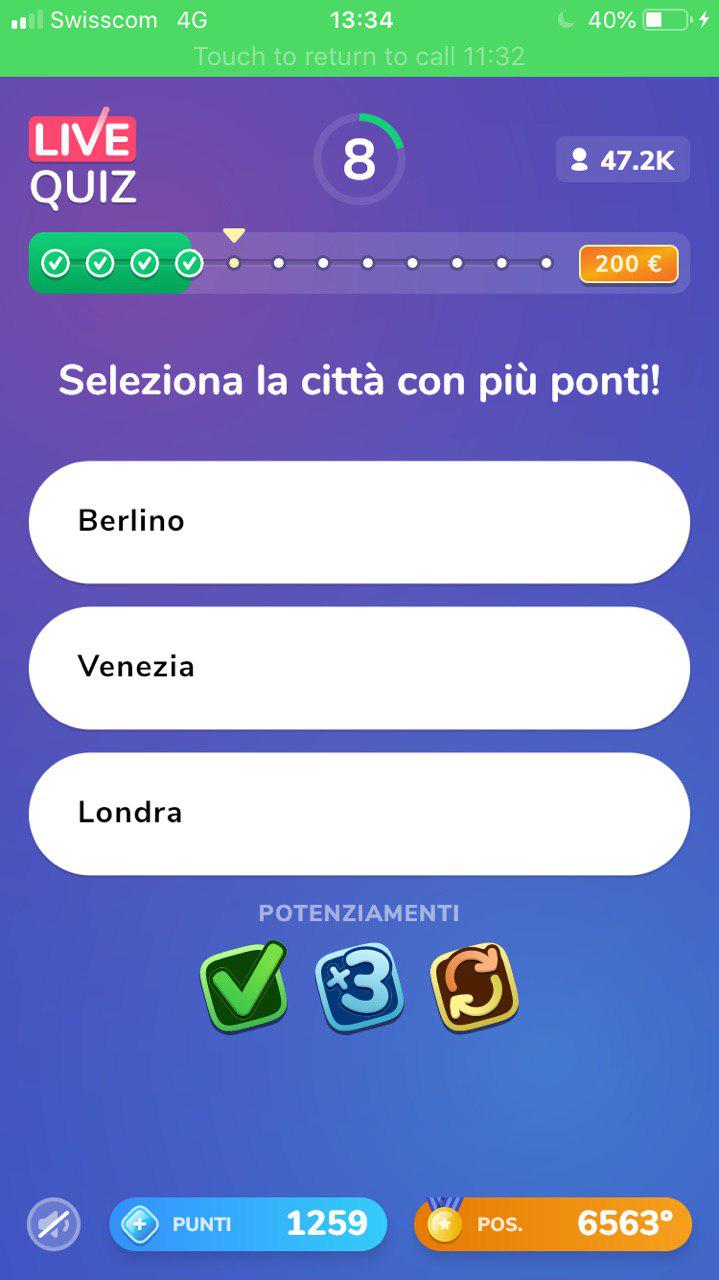 Swisscom 4G 13:34 40%
Touch to return to call 11:32
LIVE
QUIZ
8
47.2K
200 €
Seleziona la città con più ponti!
Berlino
Venezia
Londra
POTENZIAMENTI
×3
PUNTI 1259
POS. 6563°